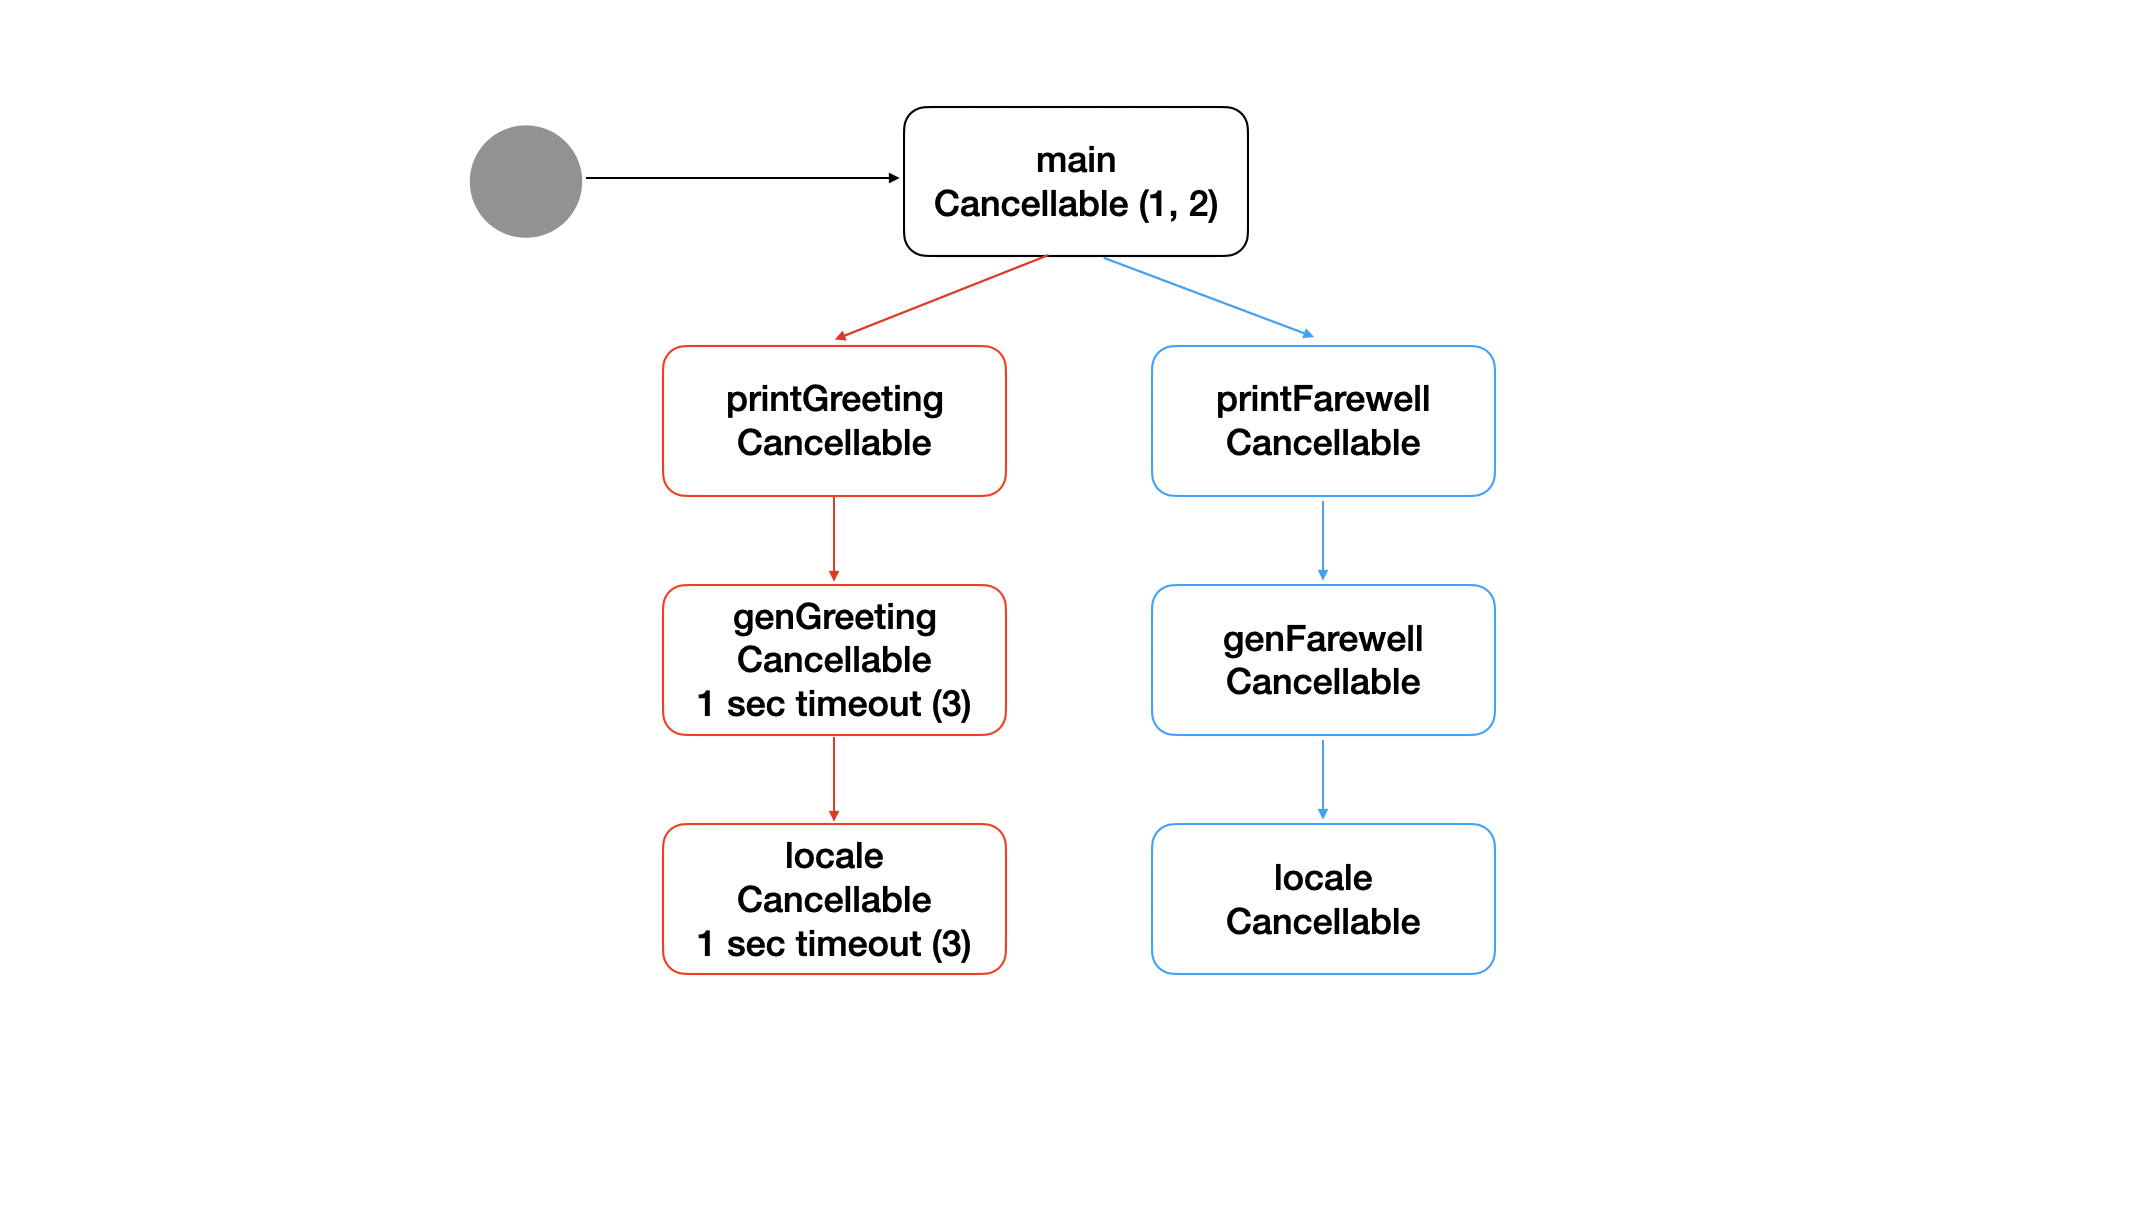 main
Cancellable (1, 2)
printGreeting
Cancellable
printFarewell
Cancellable
genGreeting
Cancellable
1 sec timeout (3)
genFarewell
Cancellable
locale
Cancellable
1 sec timeout (3)
locale
Cancellable